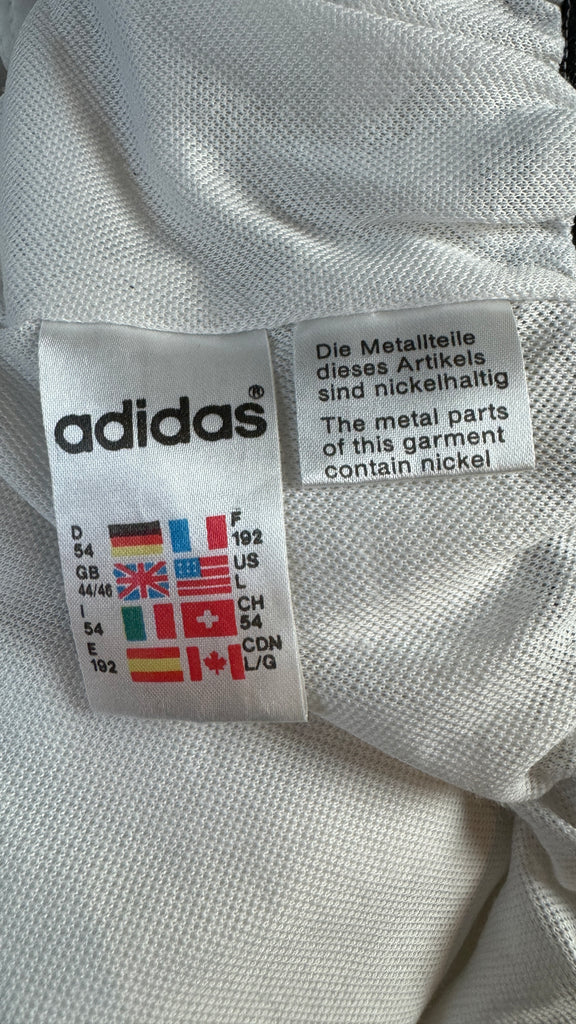 adidas®
D
54
F
192
GB
44/46
US
L
I
54
CH
54
E
192
CDN
L/G
Die Metallteile
dieses Artikels
sind nickelhaltig
The metal parts
of this garment
contain nickel